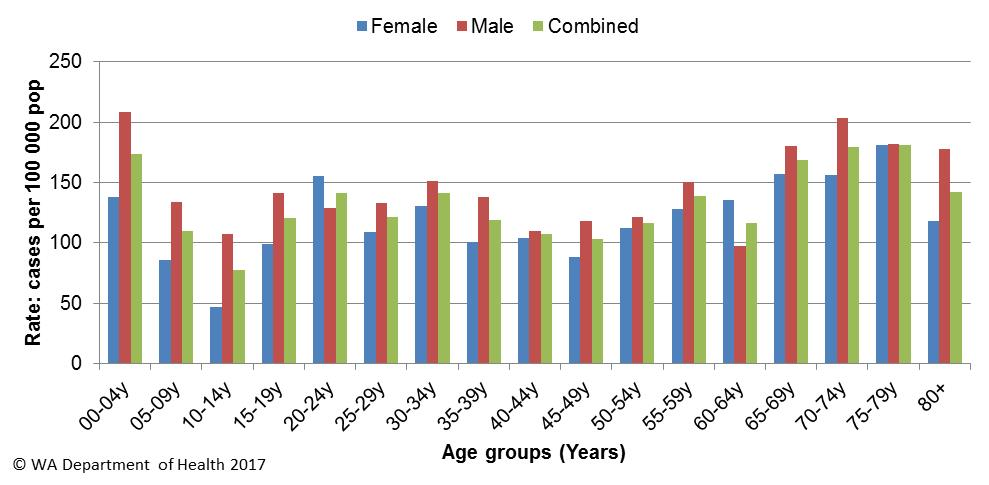 Female Male Combined
Rate: cases per 100 000 pop
250
200
150
100
50
0
00-04y 05-09y 10-14y 15-19y 20-24y 25-29y 30-34y 35-39y 40-44y 45-49y 50-54y 55-59y 60-64y 65-69y 70-74y 75-79y 80+
Age groups (Years)
© WA Department of Health 2017